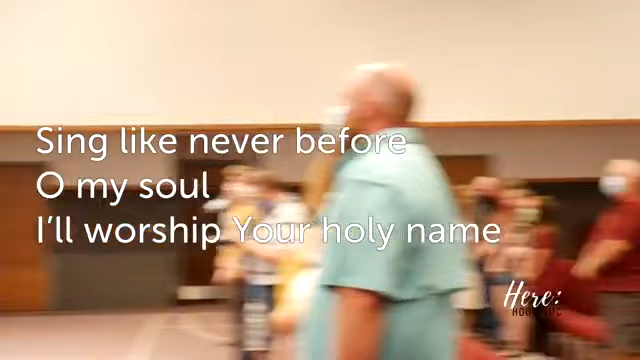 Sing like never before
O my soul
I'll worship Your holy name
Here: